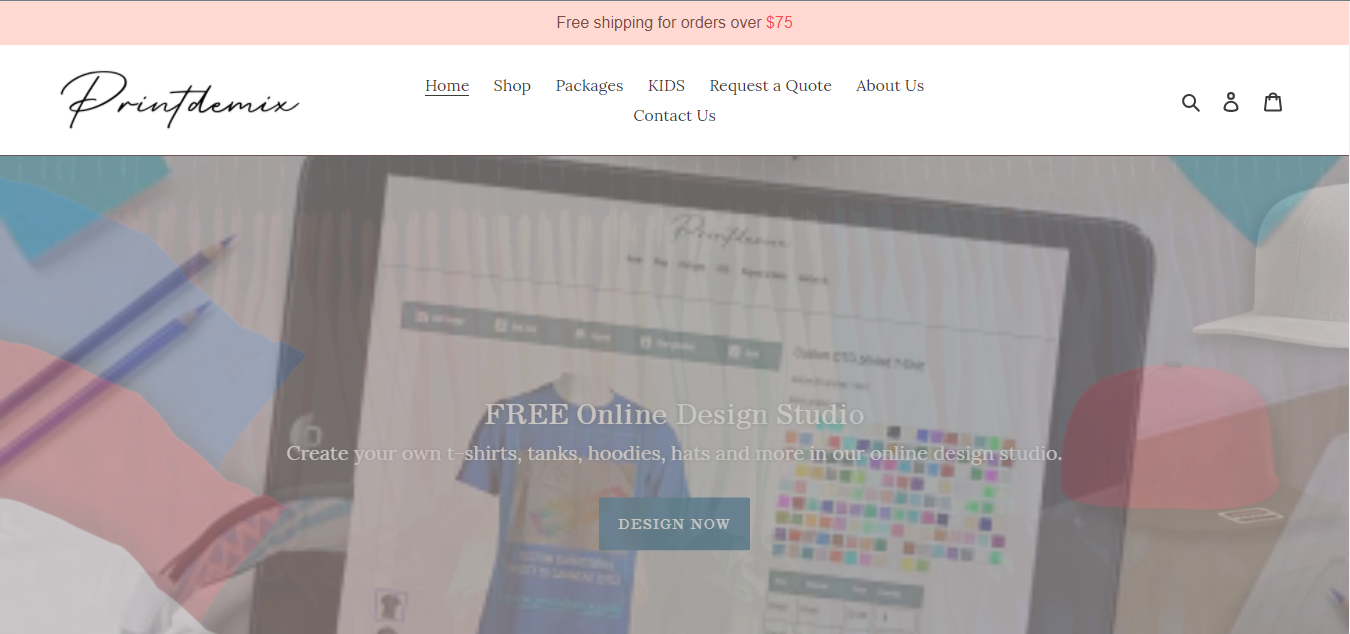 Free shipping for orders over $75
Printdemix
Home Shop Packages KIDS Request a Quote About Us
Contact Us
Printdemix
FREE Online Design Studio
Create your own t-shirts, tanks, hoodies, hats and more in our online design studio.
DESIGN NOW